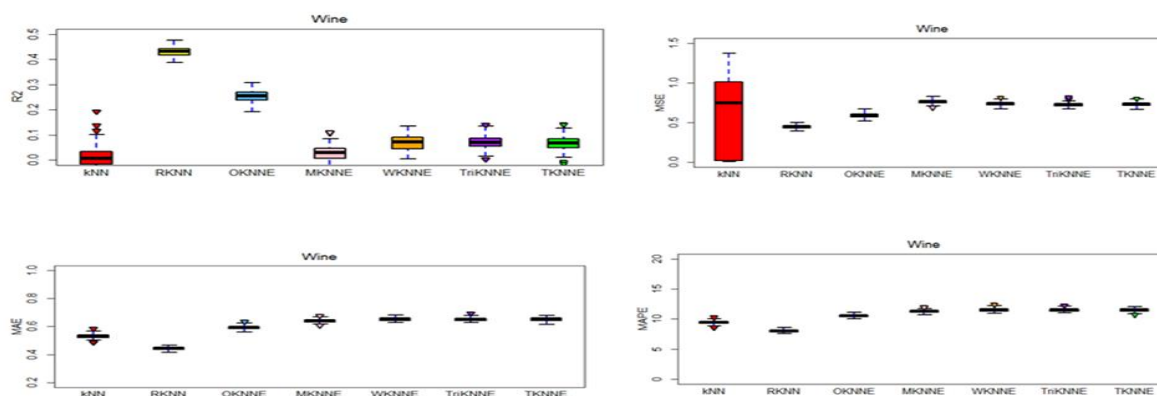 Wine
R2
0.0 0.1 0.2 0.3 0.4 0.5
kNN RKNN OKNNE MKNNE WKNNE TriKNNE TKNNE
Wine
MSE
0.0 0.5 1.0 1.5
kNN RKNN OKNNE MKNNE WKNNE TriKNNE TKNNE
Wine
MAE
0.2 0.4 0.6 0.8 1.0
kNN RKNN OKNNE MKNNE WKNNE TriKNNE TKNNE
Wine
MAPE
0 5 10 15 20
kNN RKNN OKNNE MKNNE WKNNE TriKNNE TKNNE